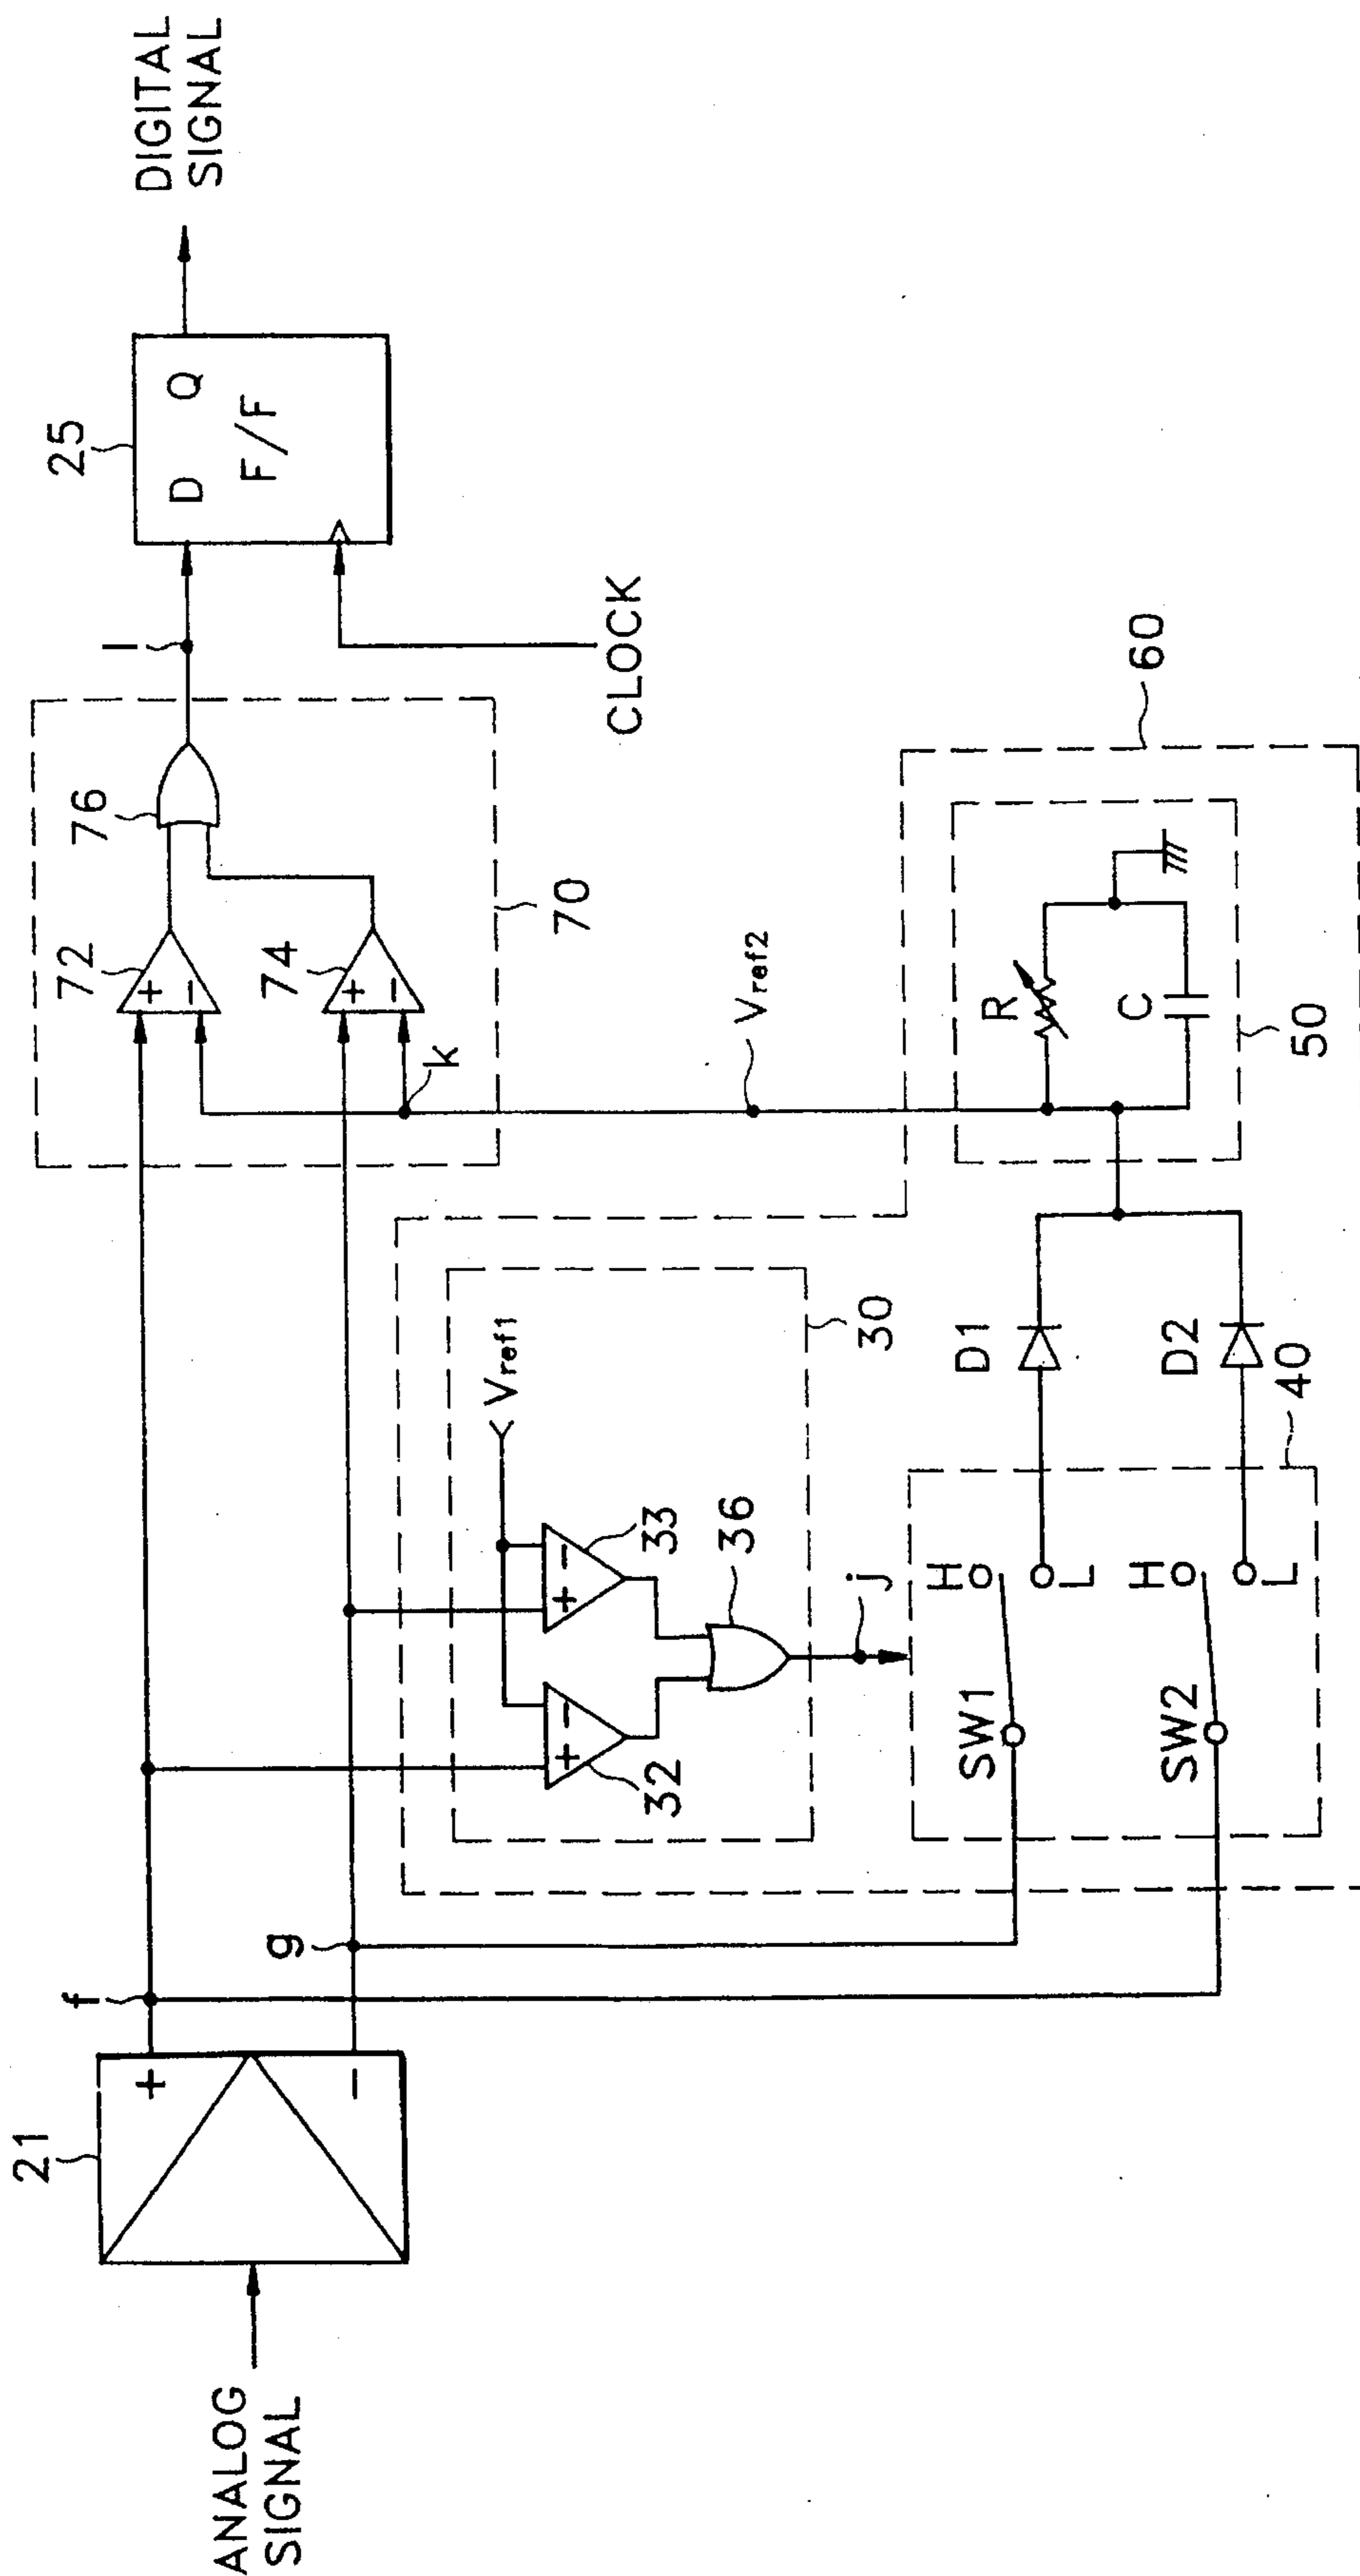 ANALOG
SIGNAL
21
+
−
f
g
32
+
−
33
+
−
Vref1
36
30
j
SW1
H
L
SW2
H
L
40
D1
D2
R
C
50
60
Vref2
k
72
+
−
74
+
−
76
70
l
CLOCK
25
D Q
F/F
DIGITAL
SIGNAL